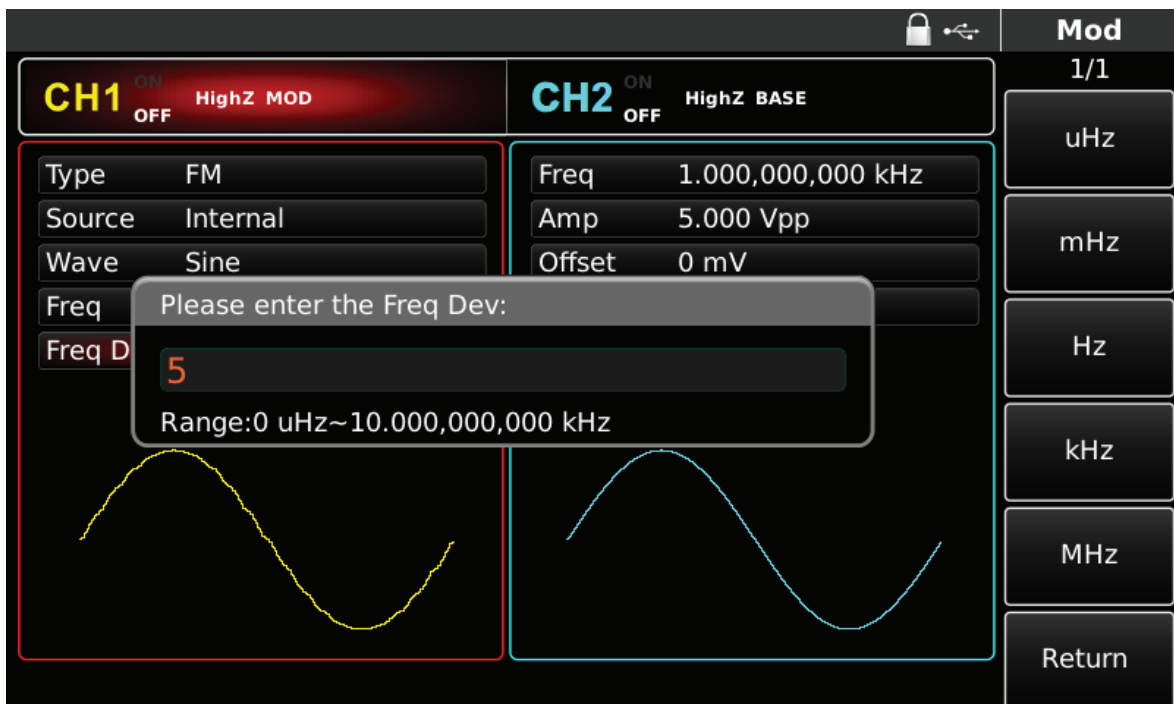 Mod
1/1
CH1 ON OFF HighZ MOD
CH2 ON OFF HighZ BASE
Type FM
Source Internal
Wave Sine
Freq
Freq D
Freq 1.000,000,000 kHz
Amp 5.000 Vpp
Offset 0 mV
Please enter the Freq Dev:
5
Range:0 uHz~10.000,000,000 kHz
uHz
mHz
Hz
kHz
MHz
Return